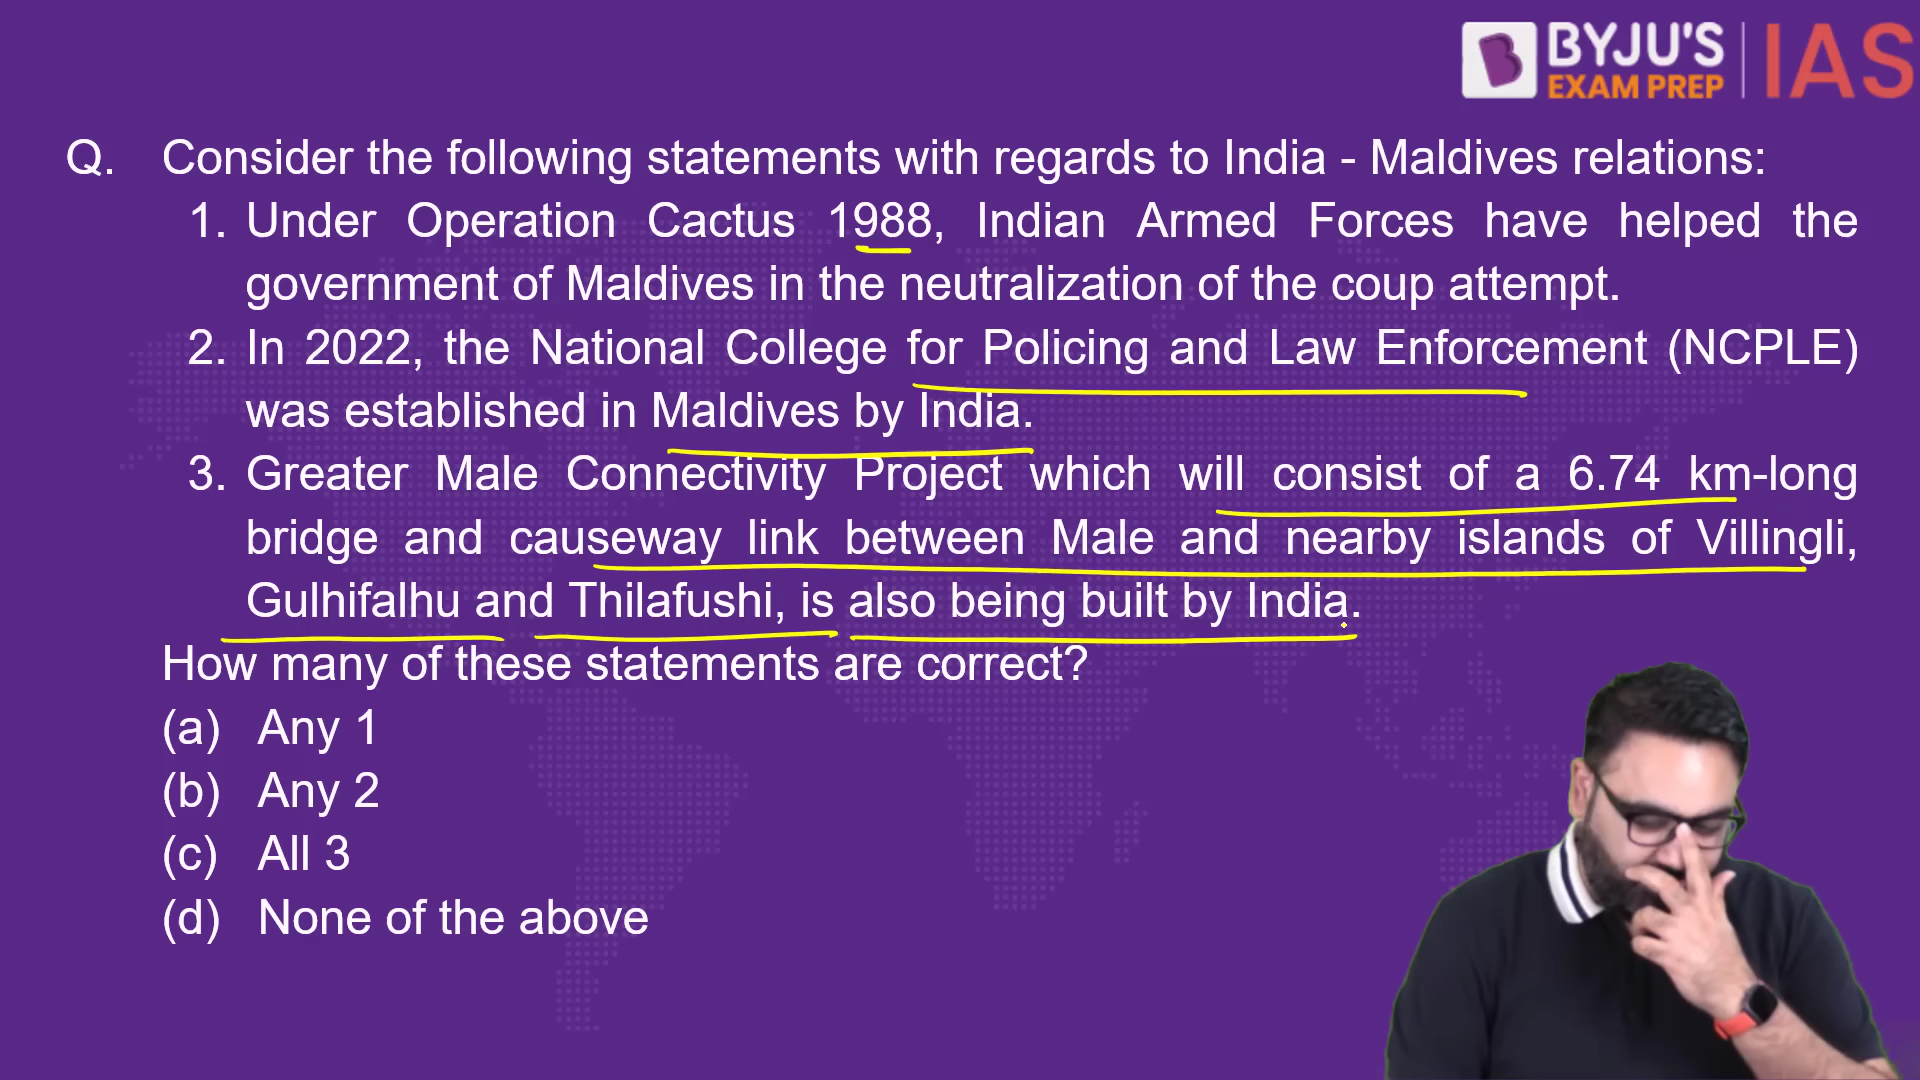 BYJU'S
EXAM PREP
IAS
Q. Consider the following statements with regards to India - Maldives relations:
1. Under Operation Cactus 1988, Indian Armed Forces have helped the
government of Maldives in the neutralization of the coup attempt.
2. In 2022, the National College for Policing and Law Enforcement (NCPLE)
was established in Maldives by India.
3. Greater Male Connectivity Project which will consist of a 6.74 km-long
bridge and causeway link between Male and nearby islands of Villingli,
Gulhifalhu and Thilafushi, is also being built by India.
How many of these statements are correct?
(a) Any 1
(b) Any 2
(c) All 3
(d) None of the above